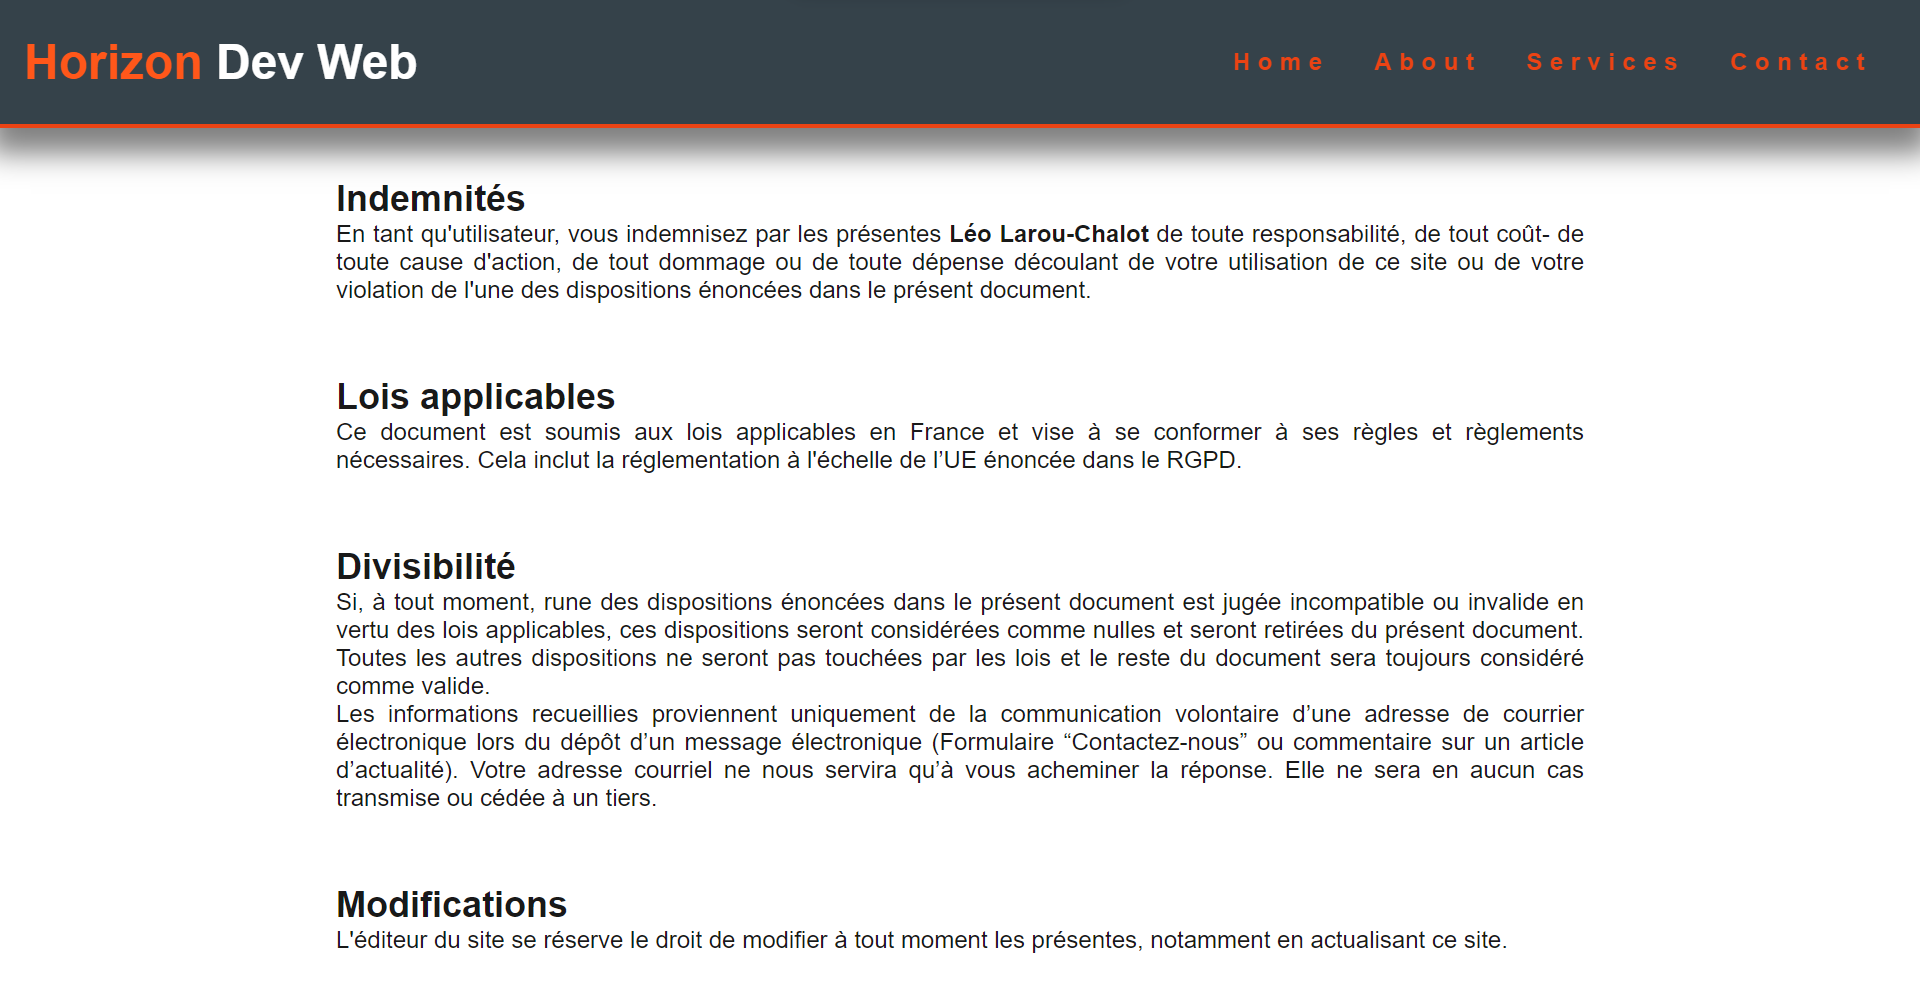 Horizon Dev Web
Home About Services Contact
Indemnités
En tant qu'utilisateur, vous indemnisez par les présentes Léo Larou-Chalot de toute responsabilité, de tout coût- de
toute cause d'action, de tout dommage ou de toute dépense découlant de votre utilisation de ce site ou de votre
violation de l'une des dispositions énoncées dans le présent document.
Lois applicables
Ce document est soumis aux lois applicables en France et vise à se conformer à ses règles et règlements
nécessaires. Cela inclut la réglementation à l'échelle de l’UE énoncée dans le RGPD.
Divisibilité
Si, à tout moment, rune des dispositions énoncées dans le présent document est jugée incompatible ou invalide en
vertu des lois applicables, ces dispositions seront considérées comme nulles et seront retirées du présent document.
Toutes les autres dispositions ne seront pas touchées par les lois et le reste du document sera toujours considéré
comme valide.
Les informations recueillies proviennent uniquement de la communication volontaire d’une adresse de courrier
électronique lors du dépôt d’un message électronique (Formulaire “Contactez-nous” ou commentaire sur un article
d’actualité). Votre adresse courriel ne nous servira qu’à vous acheminer la réponse. Elle ne sera en aucun cas
transmise ou cédée à un tiers.
Modifications
L'éditeur du site se réserve le droit de modifier à tout moment les présentes, notamment en actualisant ce site.